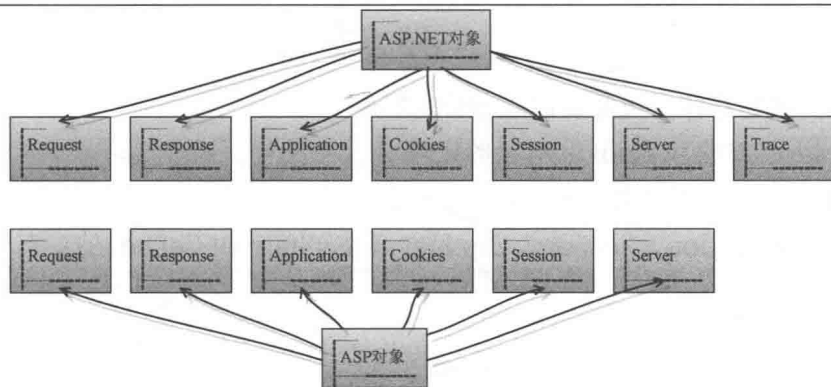 ASP.NET对象
Request Response Application Cookies Session Server Trace
Request Response Application Cookies Session Server
ASP对象